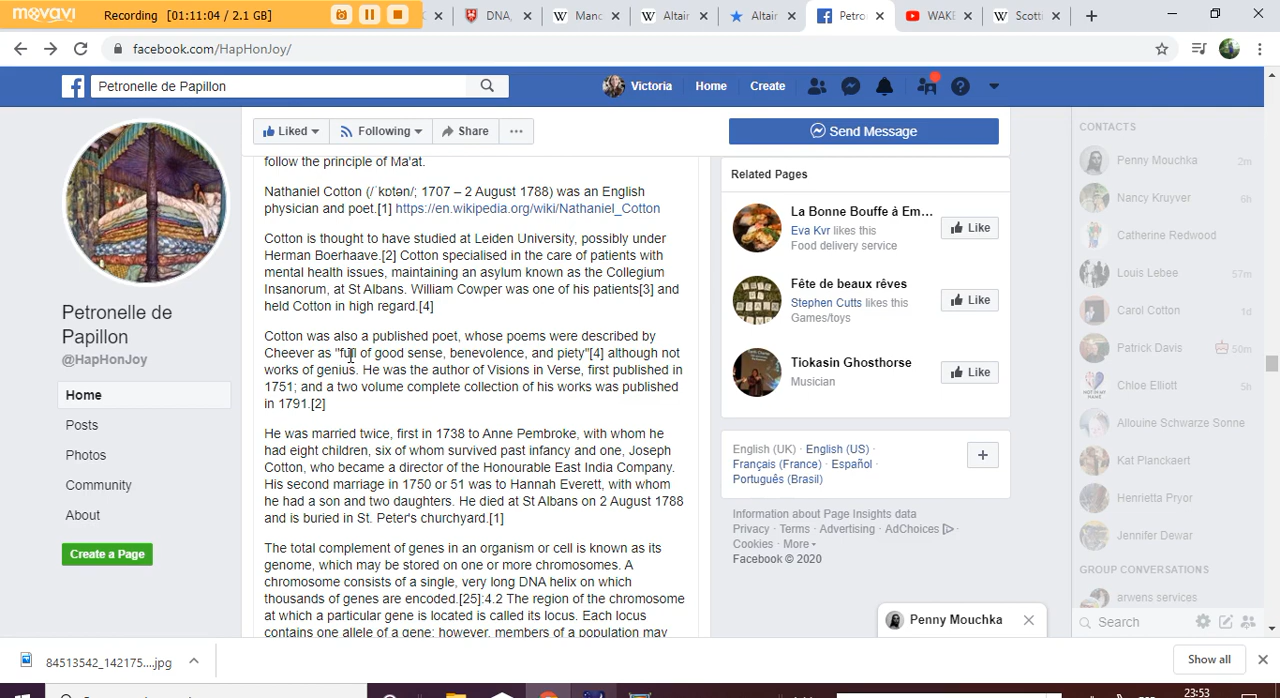 movavi
Recording [01:11:04 / 2.1 GB]
DNA,
Manc
Altair
Altair
Petro
WAKE
Scotti
facebook.com/HapHonJoy/
Petronelle de Papillon
Victoria
Home
Create
Liked
Following
Share
Send Message
Petronelle de
Papillon
@HapHonJoy
Home
Posts
Photos
Community
About
Create a Page
follow the principle of Ma'at.
Nathaniel Cotton (/ˈkɒtən/; 1707 – 2 August 1788) was an English
physician and poet.[1] https://en.wikipedia.org/wiki/Nathaniel_Cotton
Cotton is thought to have studied at Leiden University, possibly under
Herman Boerhaave.[2] Cotton specialised in the care of patients with
mental health issues, maintaining an asylum known as the Collegium
Insanorum, at St Albans. William Cowper was one of his patients[3] and
held Cotton in high regard.[4]
Cotton was also a published poet, whose poems were described by
Cheever as "full of good sense, benevolence, and piety"[4] although not
works of genius. He was the author of Visions in Verse, first published in
1751; and a two volume complete collection of his works was published
in 1791.[2]
He was married twice, first in 1738 to Anne Pembroke, with whom he
had eight children, six of whom survived past infancy and one, Joseph
Cotton, who became a director of the Honourable East India Company.
His second marriage in 1750 or 51 was to Hannah Everett, with whom
he had a son and two daughters. He died at St Albans on 2 August 1788
and is buried in St. Peter's churchyard.[1]
The total complement of genes in an organism or cell is known as its
genome, which may be stored on one or more chromosomes. A
chromosome consists of a single, very long DNA helix on which
thousands of genes are encoded.[25]:4.2 The region of the chromosome
at which a particular gene is located is called its locus. Each locus
contains one allele of a gene; however, members of a population may
Related Pages
La Bonne Bouffe à Em...
Eva Kvr likes this
Food delivery service
Like
Fête de beaux rêves
Stephen Cutts likes this
Games/toys
Like
Tiokasin Ghosthorse
Musician
Like
English (UK) · English (US) ·
Français (France) · Español ·
Português (Brasil)
Information about Page Insights data
Privacy · Terms · Advertising · AdChoices ·
Cookies · More
Facebook © 2020
CONTACTS
Penny Mouchka 2m
Nancy Kruyver 6h
Catherine Redwood
Louis Lebee 57m
Carol Cotton 1d
Patrick Davis 50m
Chloe Elliott 5h
Allouine Schwarze Sonne
Kat Planckaert
Henrietta Pryor
Jennifer Dewar
GROUP CONVERSATIONS
arwens services
Search
Penny Mouchka
84513542_142175....jpg
Show all
23:53